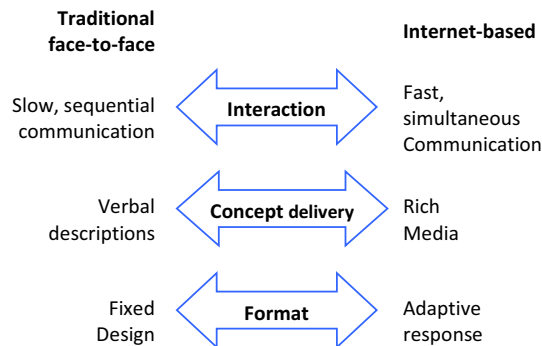 Traditional
face-to-face
Internet-based
Slow, sequential
communication
Interaction
Fast,
simultaneous
Communication
Verbal
descriptions
Concept delivery
Rich
Media
Fixed
Design
Format
Adaptive
response